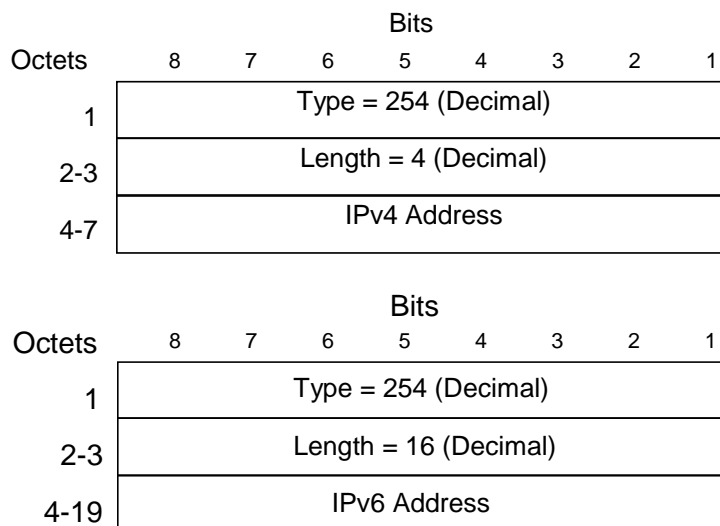 Bits
Octets 8 7 6 5 4 3 2 1
1 Type = 254 (Decimal)
2-3 Length = 4 (Decimal)
4-7 IPv4 Address
Bits
Octets 8 7 6 5 4 3 2 1
1 Type = 254 (Decimal)
2-3 Length = 16 (Decimal)
4-19 IPv6 Address